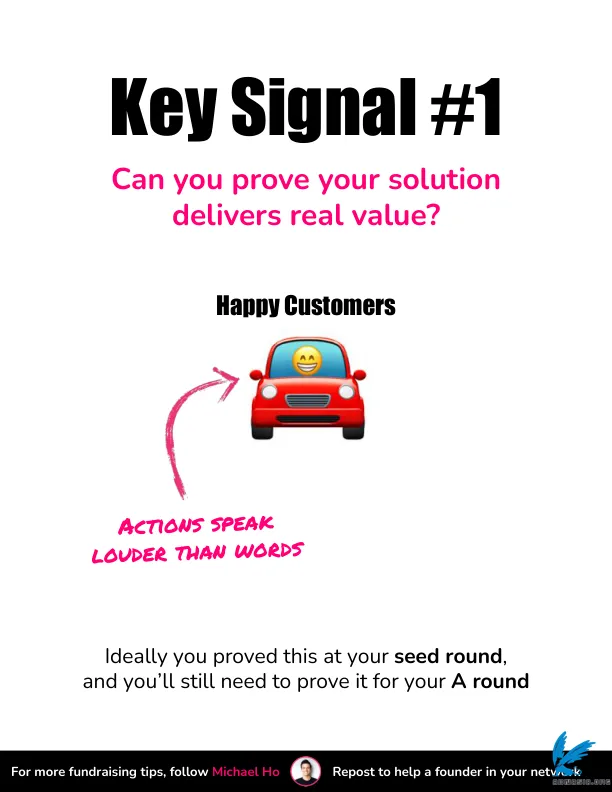 Key Signal #1
Can you prove your solution
delivers real value?
Happy Customers
ACTIONS SPEAK
LOUDER THAN WORDS
Ideally you proved this at your seed round,
and you'll still need to prove it for your A round
For more fundraising tips, follow Michael Ho
Repost to help a founder in your network